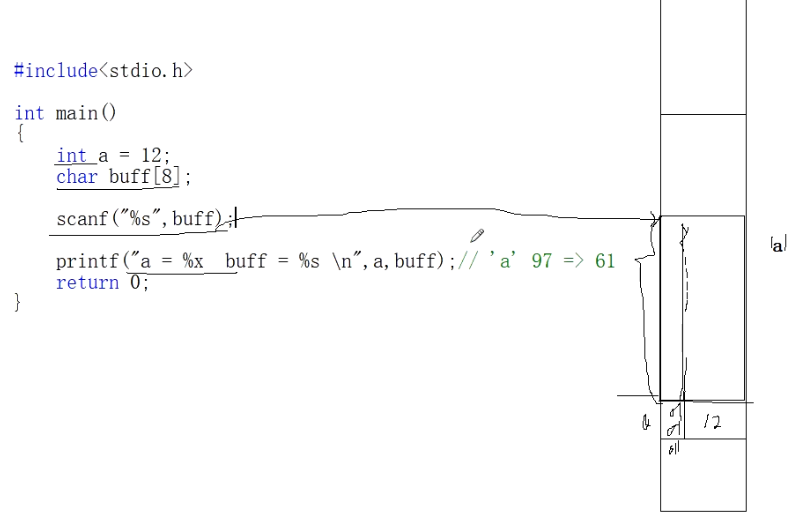 #include<stdio.h>
int main()
{
int a = 12;
char buff[8];
scanf("%s",buff);
printf("a = %x  buff = %s \n",a,buff);// 'a' 97 => 61
return 0;
}
a
12